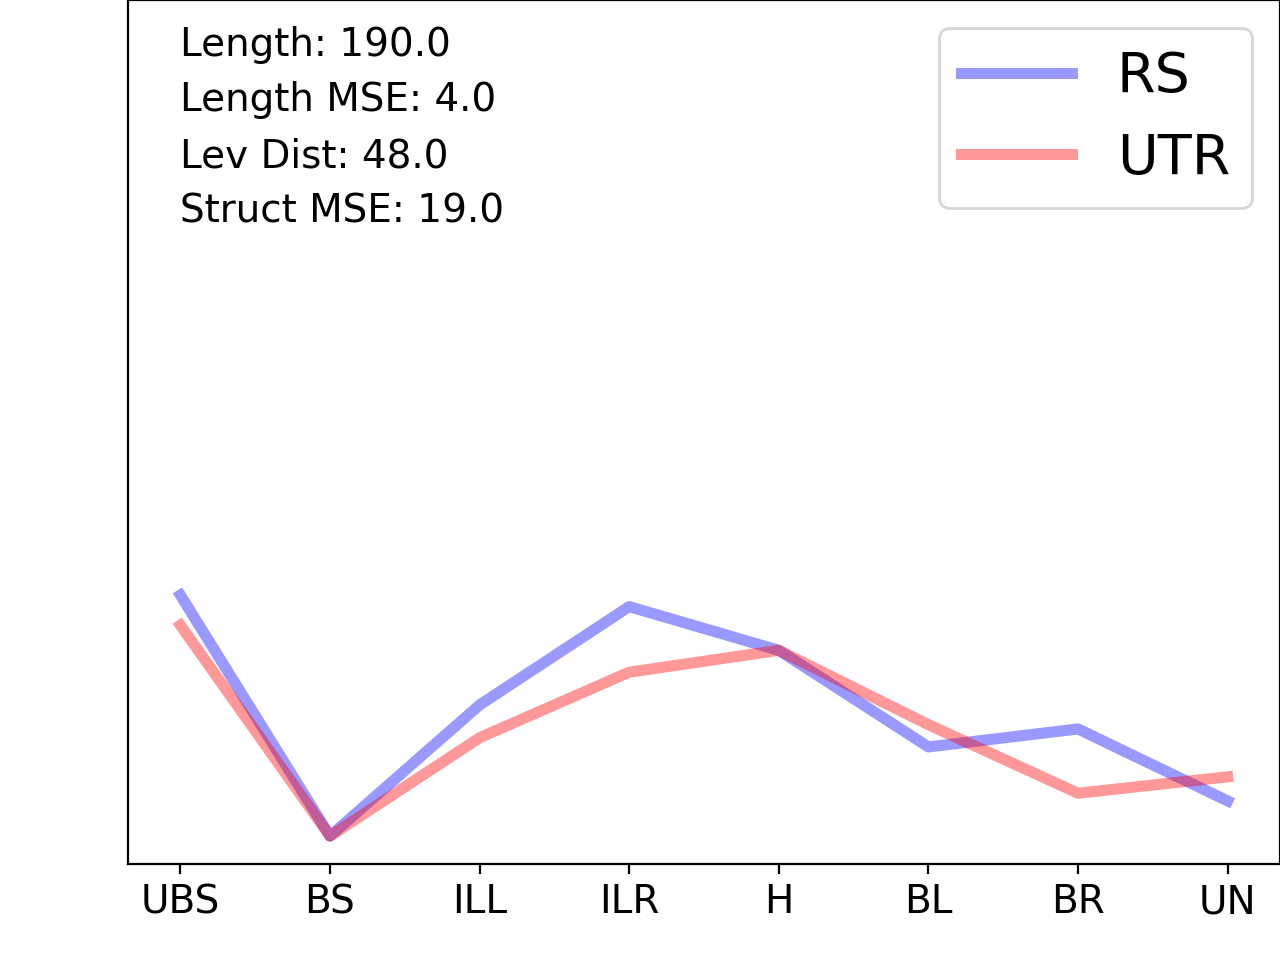 Length: 190.0
Length MSE: 4.0
Lev Dist: 48.0
Struct MSE: 19.0
RS
UTR
UBS BS ILL ILR H BL BR UN